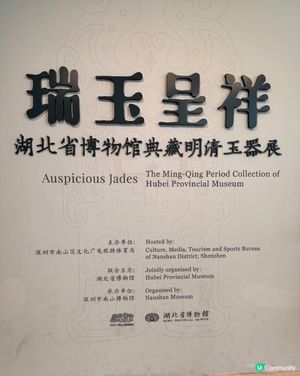 瑞玉呈祥
湖北省博物馆典藏明清玉器展
Auspicious Jades
The Ming-Qing Period Collection of
Hubei Provincial Museum
主办单位:
深圳市南山区文化广电旅游体育局
Hosted by:
Culture, Media, Tourism and Sports Bureau
of Nanshan District, Shenzhen
联合主办:
湖北省博物馆
Jointly organised by:
Hubei Provincial Museum
承办单位:
深圳市南山博物馆
Organised by:
Nanshan Museum
湖北省博物馆
HUBEI PROVINCIAL MUSEUM
U Community